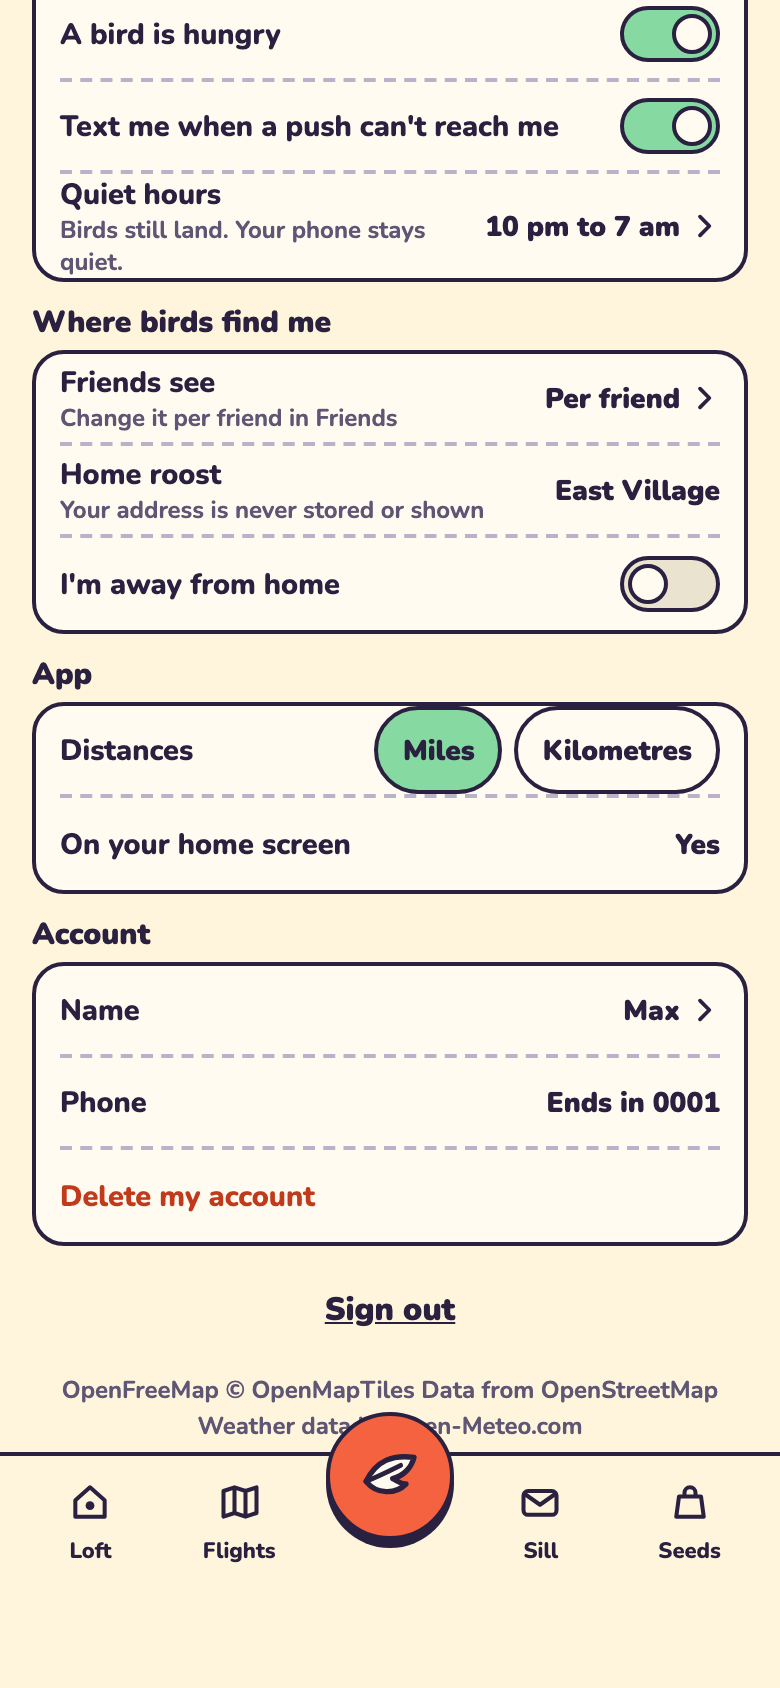 A bird is hungry
Text me when a push can't reach me
Quiet hours
Birds still land. Your phone stays
quiet.
10 pm to 7 am
Where birds find me
Friends see
Change it per friend in Friends
Per friend
Home roost
Your address is never stored or shown
East Village
I'm away from home
App
Distances
Miles
Kilometres
On your home screen
Yes
Account
Name
Max
Phone
Ends in 0001
Delete my account
Sign out
OpenFreeMap © OpenMapTiles Data from OpenStreetMap
Weather data en-Meteo.com
Loft
Flights
Sill
Seeds